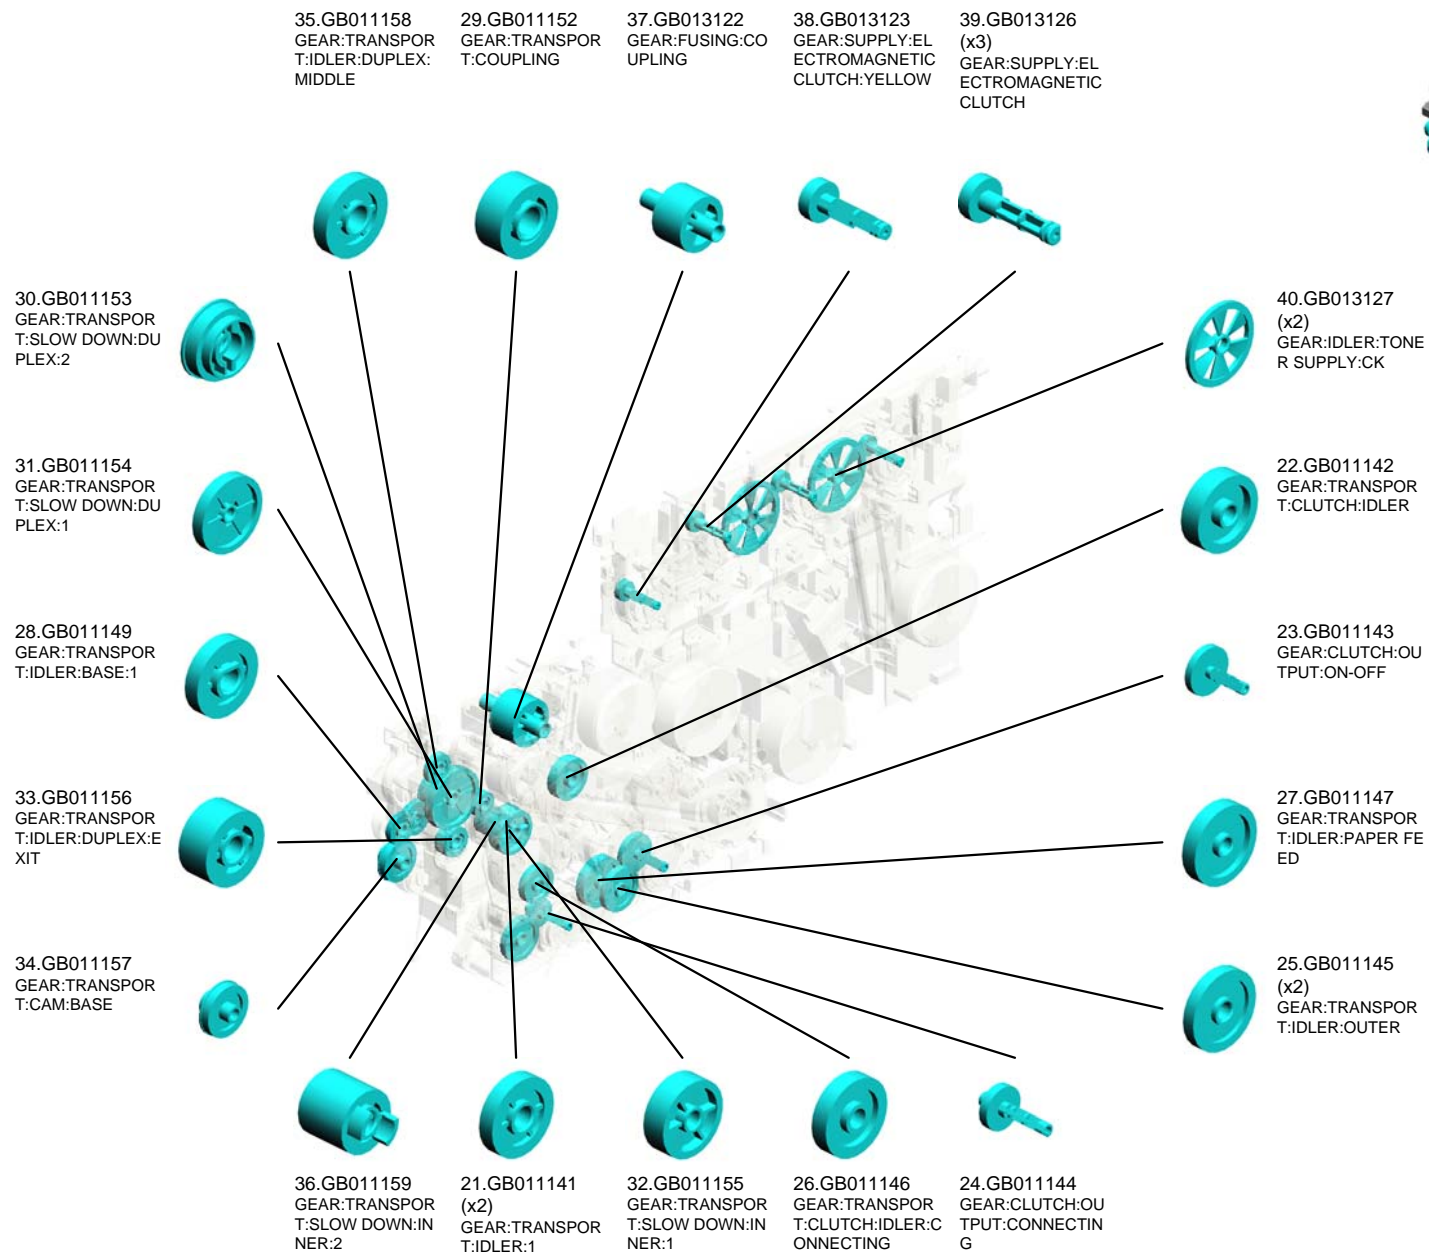 35.GB011158
GEAR:TRANSPOR
T:IDLER:DUPLEX:
MIDDLE
29.GB011152
GEAR:TRANSPOR
T:COUPLING
37.GB013122
GEAR:FUSING:CO
UPLING
38.GB013123
GEAR:SUPPLY:EL
ECTROMAGNETIC
CLUTCH:YELLOW
39.GB013126
(x3)
GEAR:SUPPLY:EL
ECTROMAGNETIC
CLUTCH
30.GB011153
GEAR:TRANSPOR
T:SLOW DOWN:DU
PLEX:2
40.GB013127
(x2)
GEAR:IDLER:TONE
R SUPPLY:CK
31.GB011154
GEAR:TRANSPOR
T:SLOW DOWN:DU
PLEX:1
22.GB011142
GEAR:TRANSPOR
T:CLUTCH:IDLER
28.GB011149
GEAR:TRANSPOR
T:IDLER:BASE:1
23.GB011143
GEAR:CLUTCH:OU
TPUT:ON-OFF
33.GB011156
GEAR:TRANSPOR
T:IDLER:DUPLEX:E
XIT
27.GB011147
GEAR:TRANSPOR
T:IDLER:PAPER FE
ED
34.GB011157
GEAR:TRANSPOR
T:CAM:BASE
25.GB011145
(x2)
GEAR:TRANSPOR
T:IDLER:OUTER
36.GB011159
GEAR:TRANSPOR
T:SLOW DOWN:IN
NER:2
21.GB011141
(x2)
GEAR:TRANSPOR
T:IDLER:1
32.GB011155
GEAR:TRANSPOR
T:SLOW DOWN:IN
NER:1
26.GB011146
GEAR:TRANSPOR
T:CLUTCH:IDLER:C
ONNECTING
24.GB011144
GEAR:CLUTCH:OU
TPUT:CONNECTIN
G